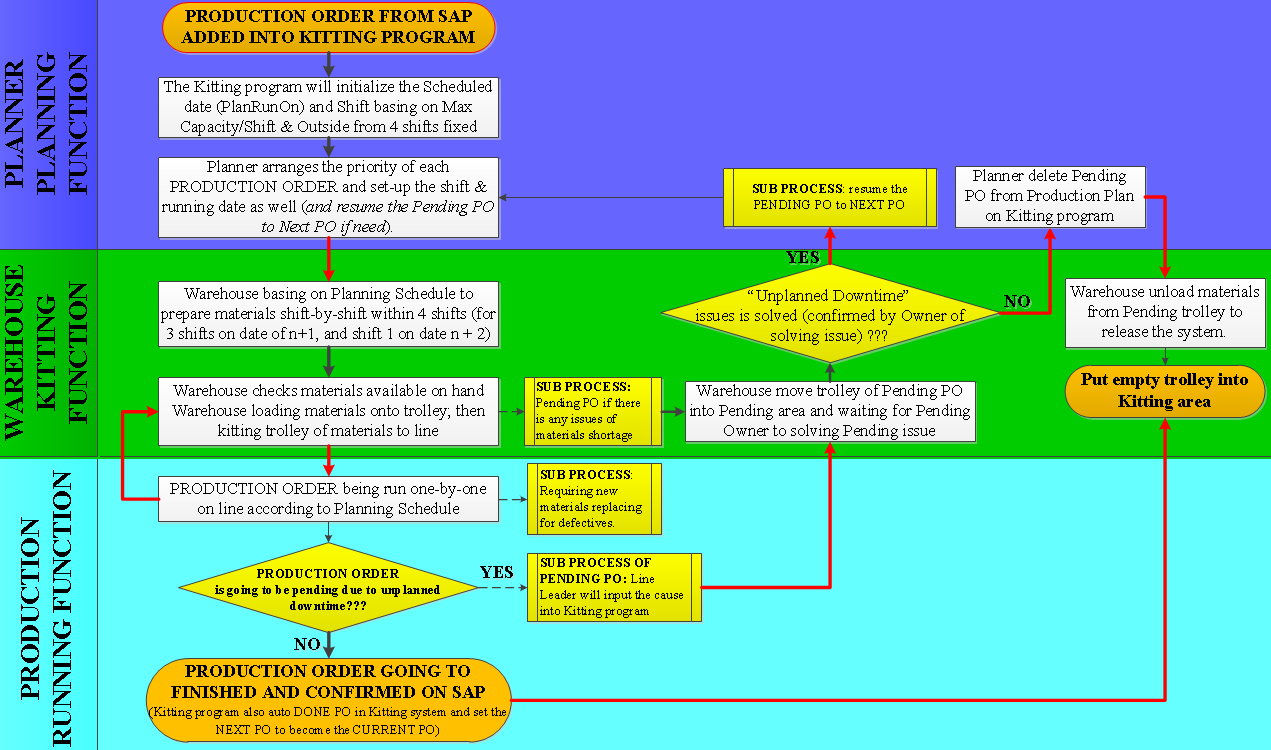 PLANNER
PLANNING
FUNCTION
PRODUCTION ORDER FROM SAP
ADDED INTO KITTING PROGRAM
The Kitting program will initialize the Scheduled
date (PlanRunOn) and Shift basing on Max
Capacity/Shift & Outside from 4 shifts fixed
Planner arranges the priority of each
PRODUCTION ORDER and set-up the shift &
running date as well (and resume the Pending PO
to Next PO if need).
SUB PROCESS: resume the
PENDING PO to NEXT PO
Planner delete Pending
PO from Production Plan
on Kitting program
WAREHOUSE
KITTING
FUNCTION
Warehouse basing on Planning Schedule to
prepare materials shift-by-shift within 4 shifts (for
3 shifts on date of n+1, and shift 1 on date n + 2)
YES
“Unplanned Downtime”
issues is solved (confirmed by Owner of
solving issue) ???
NO
Warehouse unload materials
from Pending trolley to
release the system.
Warehouse checks materials available on hand
Warehouse loading materials onto trolley, then
kitting trolley of materials to line
SUB PROCESS:
Pending PO if there
is any issues of
materials shortage
Warehouse move trolley of Pending PO
into Pending area and waiting for Pending
Owner to solving Pending issue
Put empty trolley into
Kitting area
PRODUCTION
RUNNING FUNCTION
PRODUCTION ORDER being run one-by-one
on line according to Planning Schedule
SUB PROCESS:
Requiring new
materials replacing
for defectives.
PRODUCTION ORDER
is going to be pending due to unplanned
downtime???
YES
SUB PROCESS OF
PENDING PO: Line
Leader will input the cause
into Kitting program
NO
PRODUCTION ORDER GOING TO
FINISHED AND CONFIRMED ON SAP
(Kitting program also auto DONE PO in Kitting system and set the
NEXT PO to become the CURRENT PO)